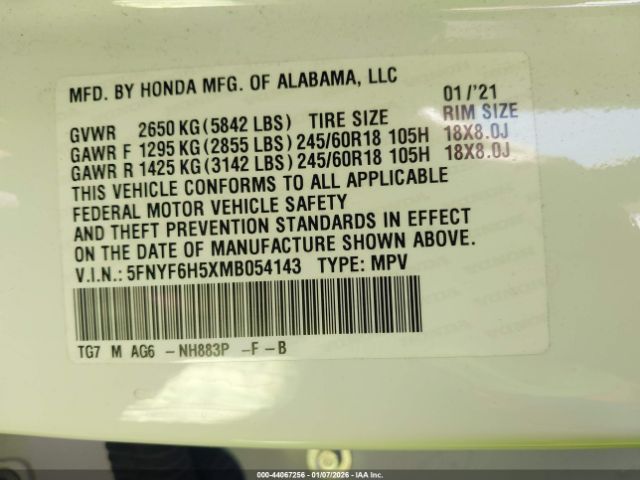 MFD. BY HONDA MFG. OF ALABAMA, LLC 01/'21
GVWR 2650 KG (5842 LBS) TIRE SIZE RIM SIZE
GAWR F 1295 KG (2855 LBS) 245/60R18 105H 18X8.0J
GAWR R 1425 KG (3142 LBS) 245/60R18 105H 18X8.0J
THIS VEHICLE CONFORMS TO ALL APPLICABLE
FEDERAL MOTOR VEHICLE SAFETY
AND THEFT PREVENTION STANDARDS IN EFFECT
ON THE DATE OF MANUFACTURE SHOWN ABOVE.
V.I.N.: 5FNYF6H5XMB054143 TYPE: MPV
TG7 M AG6 -NH883P -F -B
000-44067256 - 01/07/2026 - IAA Inc.